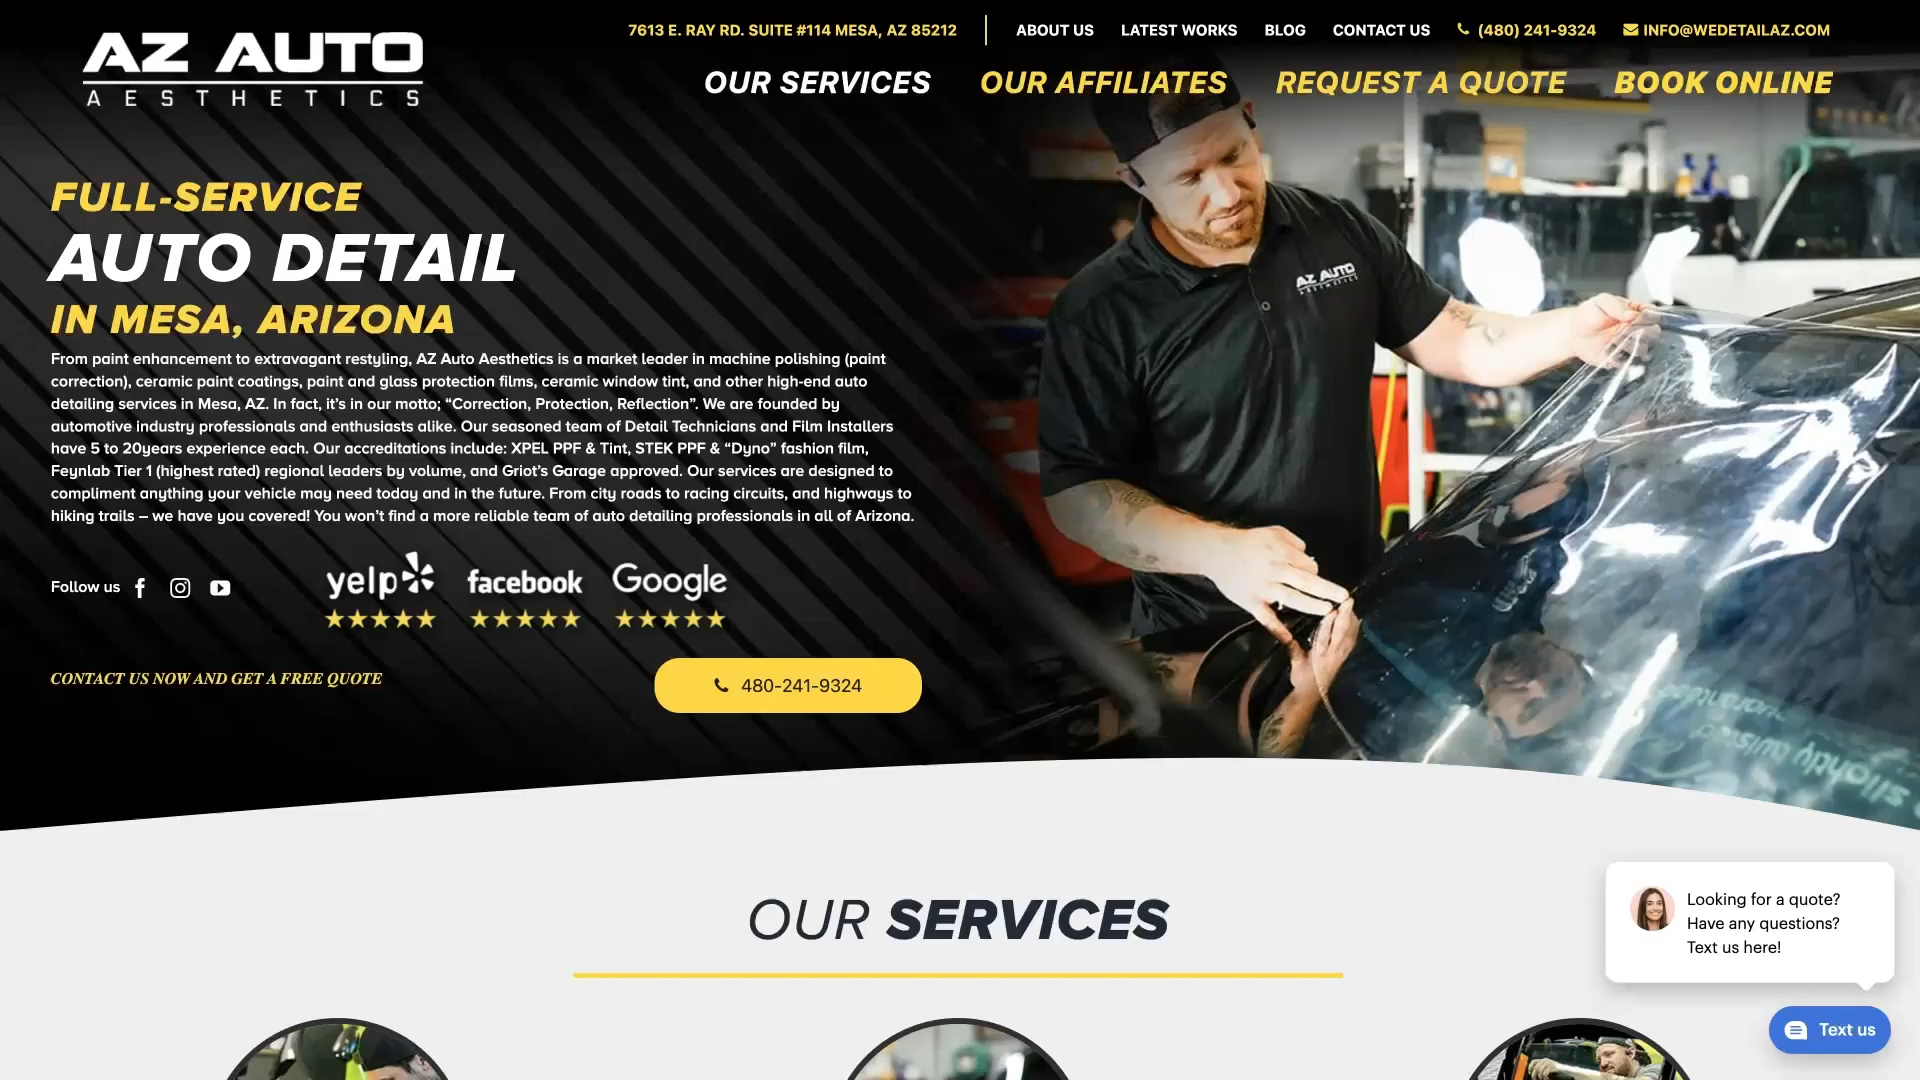 AZ AUTO
AESTHETICS
7613 E. RAY RD. SUITE #114 MESA, AZ 85212
ABOUT US
LATEST WORKS
BLOG
CONTACT US
(480) 241-9324
INFO@WEDETAILAZ.COM
OUR SERVICES
OUR AFFILIATES
REQUEST A QUOTE
BOOK ONLINE
FULL-SERVICE
AUTO DETAIL
IN MESA, ARIZONA
From paint enhancement to extravagant restyling, AZ Auto Aesthetics is a market leader in machine polishing (paint
correction), ceramic paint coatings, paint and glass protection films, ceramic window tint, and other high-end auto
detailing services in Mesa, AZ. In fact, it's in our motto; “Correction, Protection, Reflection”. We are founded by
automotive industry professionals and enthusiasts alike. Our seasoned team of Detail Technicians and Film Installers
have 5 to 20years experience each. Our accreditations include: XPEL PPF & Tint, STEK PPF & “Dyno” fashion film,
Feynlab Tier 1 (highest rated) regional leaders by volume, and Griot's Garage approved. Our services are designed to
compliment anything your vehicle may need today and in the future. From city roads to racing circuits, and highways to
hiking trails – we have you covered! You won't find a more reliable team of auto detailing professionals in all of Arizona.
Follow us
yelp
facebook
Google
CONTACT US NOW AND GET A FREE QUOTE
480-241-9324
AZ AUTO
AESTHETICS
OUR SERVICES
Looking for a quote?
Have any questions?
Text us here!
Text us